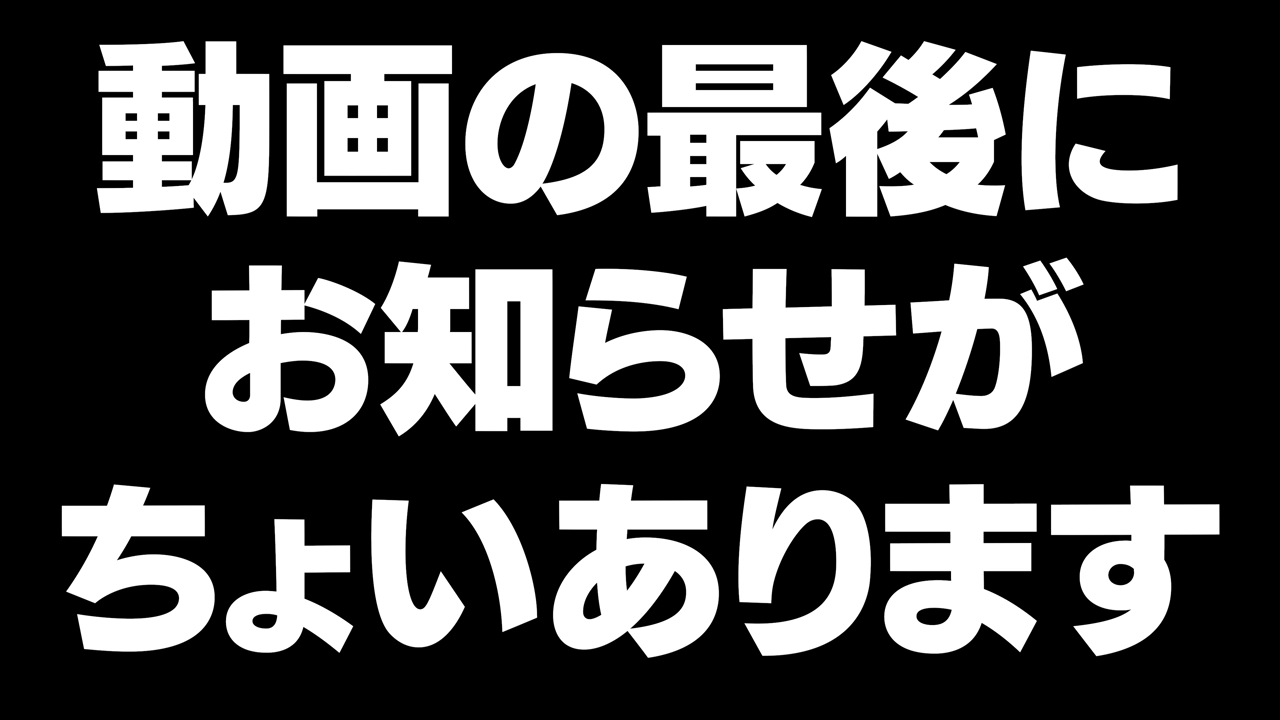 動画の最後に
お知らせが
ちょいあります